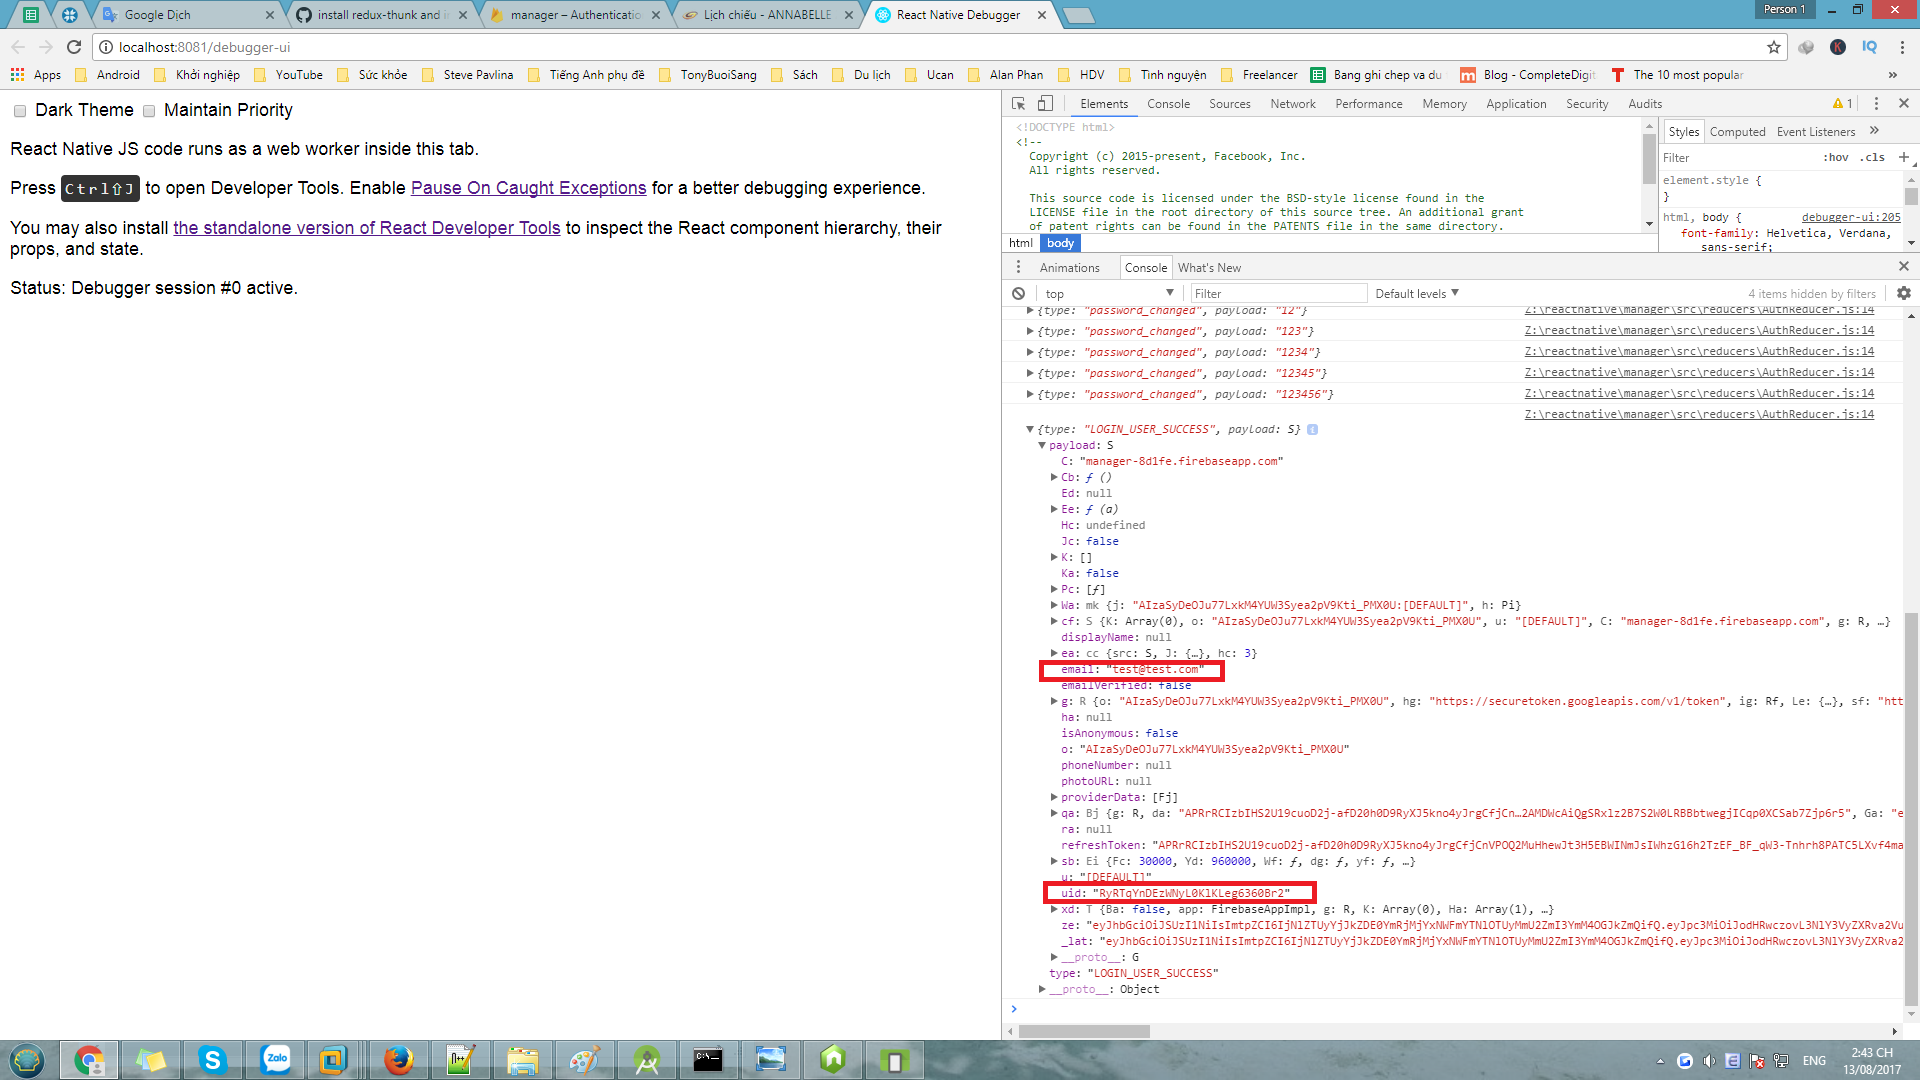 Google Dịch
install redux-thunk and i
manager – Authenticatio
Lịch chiếu - ANNABELLE
React Native Debugger
Person 1
localhost:8081/debugger-ui
Apps Android Khởi nghiệp YouTube Sức khỏe Steve Pavlina Tiếng Anh phụ đề TonyBuoiSang Sách Du lịch Ucan Alan Phan HDV Tình nguyện Freelancer Bang ghi chep va du Blog - CompleteDigit The 10 most popular »
Dark Theme Maintain Priority
React Native JS code runs as a web worker inside this tab.
Press Ctrl⇧J to open Developer Tools. Enable Pause On Caught Exceptions for a better debugging experience.
You may also install the standalone version of React Developer Tools to inspect the React component hierarchy, their
props, and state.
Status: Debugger session #0 active.
Elements Console Sources Network Performance Memory Application Security Audits 1
<!DOCTYPE html>
<!--
Copyright (c) 2015-present, Facebook, Inc.
All rights reserved.
This source code is licensed under the BSD-style license found in the
LICENSE file in the root directory of this source tree. An additional grant
of patent rights can be found in the PATENTS file in the same directory.
html body
Styles Computed Event Listeners »
Filter :hov .cls +
element.style {
}
html, body { debugger-ui:205
font-family: Helvetica, Verdana,
sans-serif;
Animations Console What's New
top Filter Default levels 4 items hidden by filters
{type: "password_changed", payload: "12"} Z:\reactnative\manager\src\reducers\AuthReducer.js:14
{type: "password_changed", payload: "123"} Z:\reactnative\manager\src\reducers\AuthReducer.js:14
{type: "password_changed", payload: "1234"} Z:\reactnative\manager\src\reducers\AuthReducer.js:14
{type: "password_changed", payload: "12345"} Z:\reactnative\manager\src\reducers\AuthReducer.js:14
{type: "password_changed", payload: "123456"} Z:\reactnative\manager\src\reducers\AuthReducer.js:14
Z:\reactnative\manager\src\reducers\AuthReducer.js:14
{type: "LOGIN_USER_SUCCESS", payload: S}
payload: S
C: "manager-8d1fe.firebaseapp.com"
Cb: ƒ ()
Ed: null
Ee: ƒ (a)
Hc: undefined
Jc: false
K: []
Ka: false
Pc: [ƒ]
Wa: mk {j: "AIzaSyDeOJu77LxkM4YUW3Syea2pV9Kti_PMX0U:[DEFAULT]", h: Pi}
cf: S {K: Array(0), o: "AIzaSyDeOJu77LxkM4YUW3Syea2pV9Kti_PMX0U", u: "[DEFAULT]", C: "manager-8d1fe.firebaseapp.com", g: R, …}
displayName: null
ea: cc {src: S, J: {…}, hc: 3}
email: "test@test.com"
emailVerified: false
g: R {o: "AIzaSyDeOJu77LxkM4YUW3Syea2pV9Kti_PMX0U", hg: "https://securetoken.googleapis.com/v1/token", ig: Rf, Le: {…}, sf: "htt
ha: null
isAnonymous: false
o: "AIzaSyDeOJu77LxkM4YUW3Syea2pV9Kti_PMX0U"
phoneNumber: null
photoURL: null
providerData: [Fj]
qa: Bj {g: R, da: "APRrRCIzbIHS2U19cuoD2j-afD20h0D9RyXJ5kno4yJrgCfjCn…2AMDWcAiQgSRxlz2B7S2W0LRBBbtwegjICqp0XCSab7Zjp6r5", Ga: "e
ra: null
refreshToken: "APRrRCIzbIHS2U19cuoD2j-afD20h0D9RyXJ5kno4yJrgCfjCnVPOQ2MuHhewJt3H5EBWINmJsIWhzG16h2TzEF_BF_qW3-Tnhrh8PATC5LXvf4ma
sb: Ei {Fc: 30000, Yd: 960000, Wf: ƒ, dg: ƒ, yf: ƒ, …}
u: "[DEFAULT]"
uid: "RyRTqYnDEzWNyL0KlKLeg6360Br2"
xd: T {Ba: false, app: FirebaseAppImpl, g: R, K: Array(0), Ha: Array(1), …}
ze: "eyJhbGciOiJSUzI1NiIsImtpZCI6IjNlZTUyYjJkZDE0YmRjMjYxNWFmYTNlOTUyMmU2ZmI3YmM4OGJkZmQifQ.eyJpc3MiOiJodHRwczovL3NlY3VyZXRva2Vu
_lat: "eyJhbGciOiJSUzI1NiIsImtpZCI6IjNlZTUyYjJkZDE0YmRjMjYxNWFmYTNlOTUyMmU2ZmI3YmM4OGJkZmQifQ.eyJpc3MiOiJodHRwczovL3NlY3VyZXRva2
__proto__: G
type: "LOGIN_USER_SUCCESS"
__proto__: Object
Zalo
ENG
2:43 CH
13/08/2017